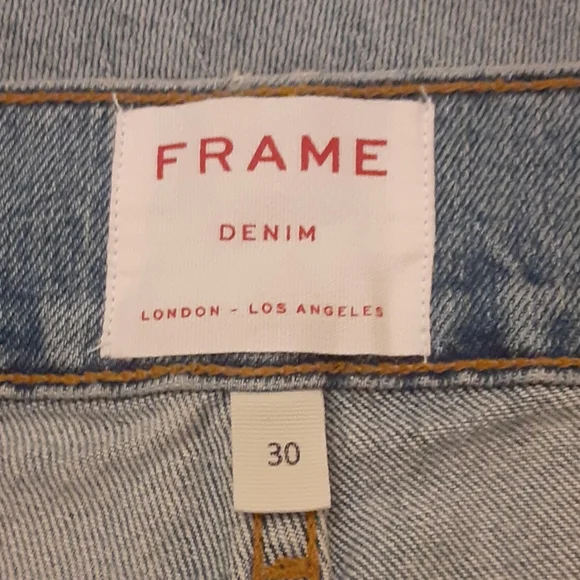 FRAME
DENIM
LONDON - LOS ANGELES
30